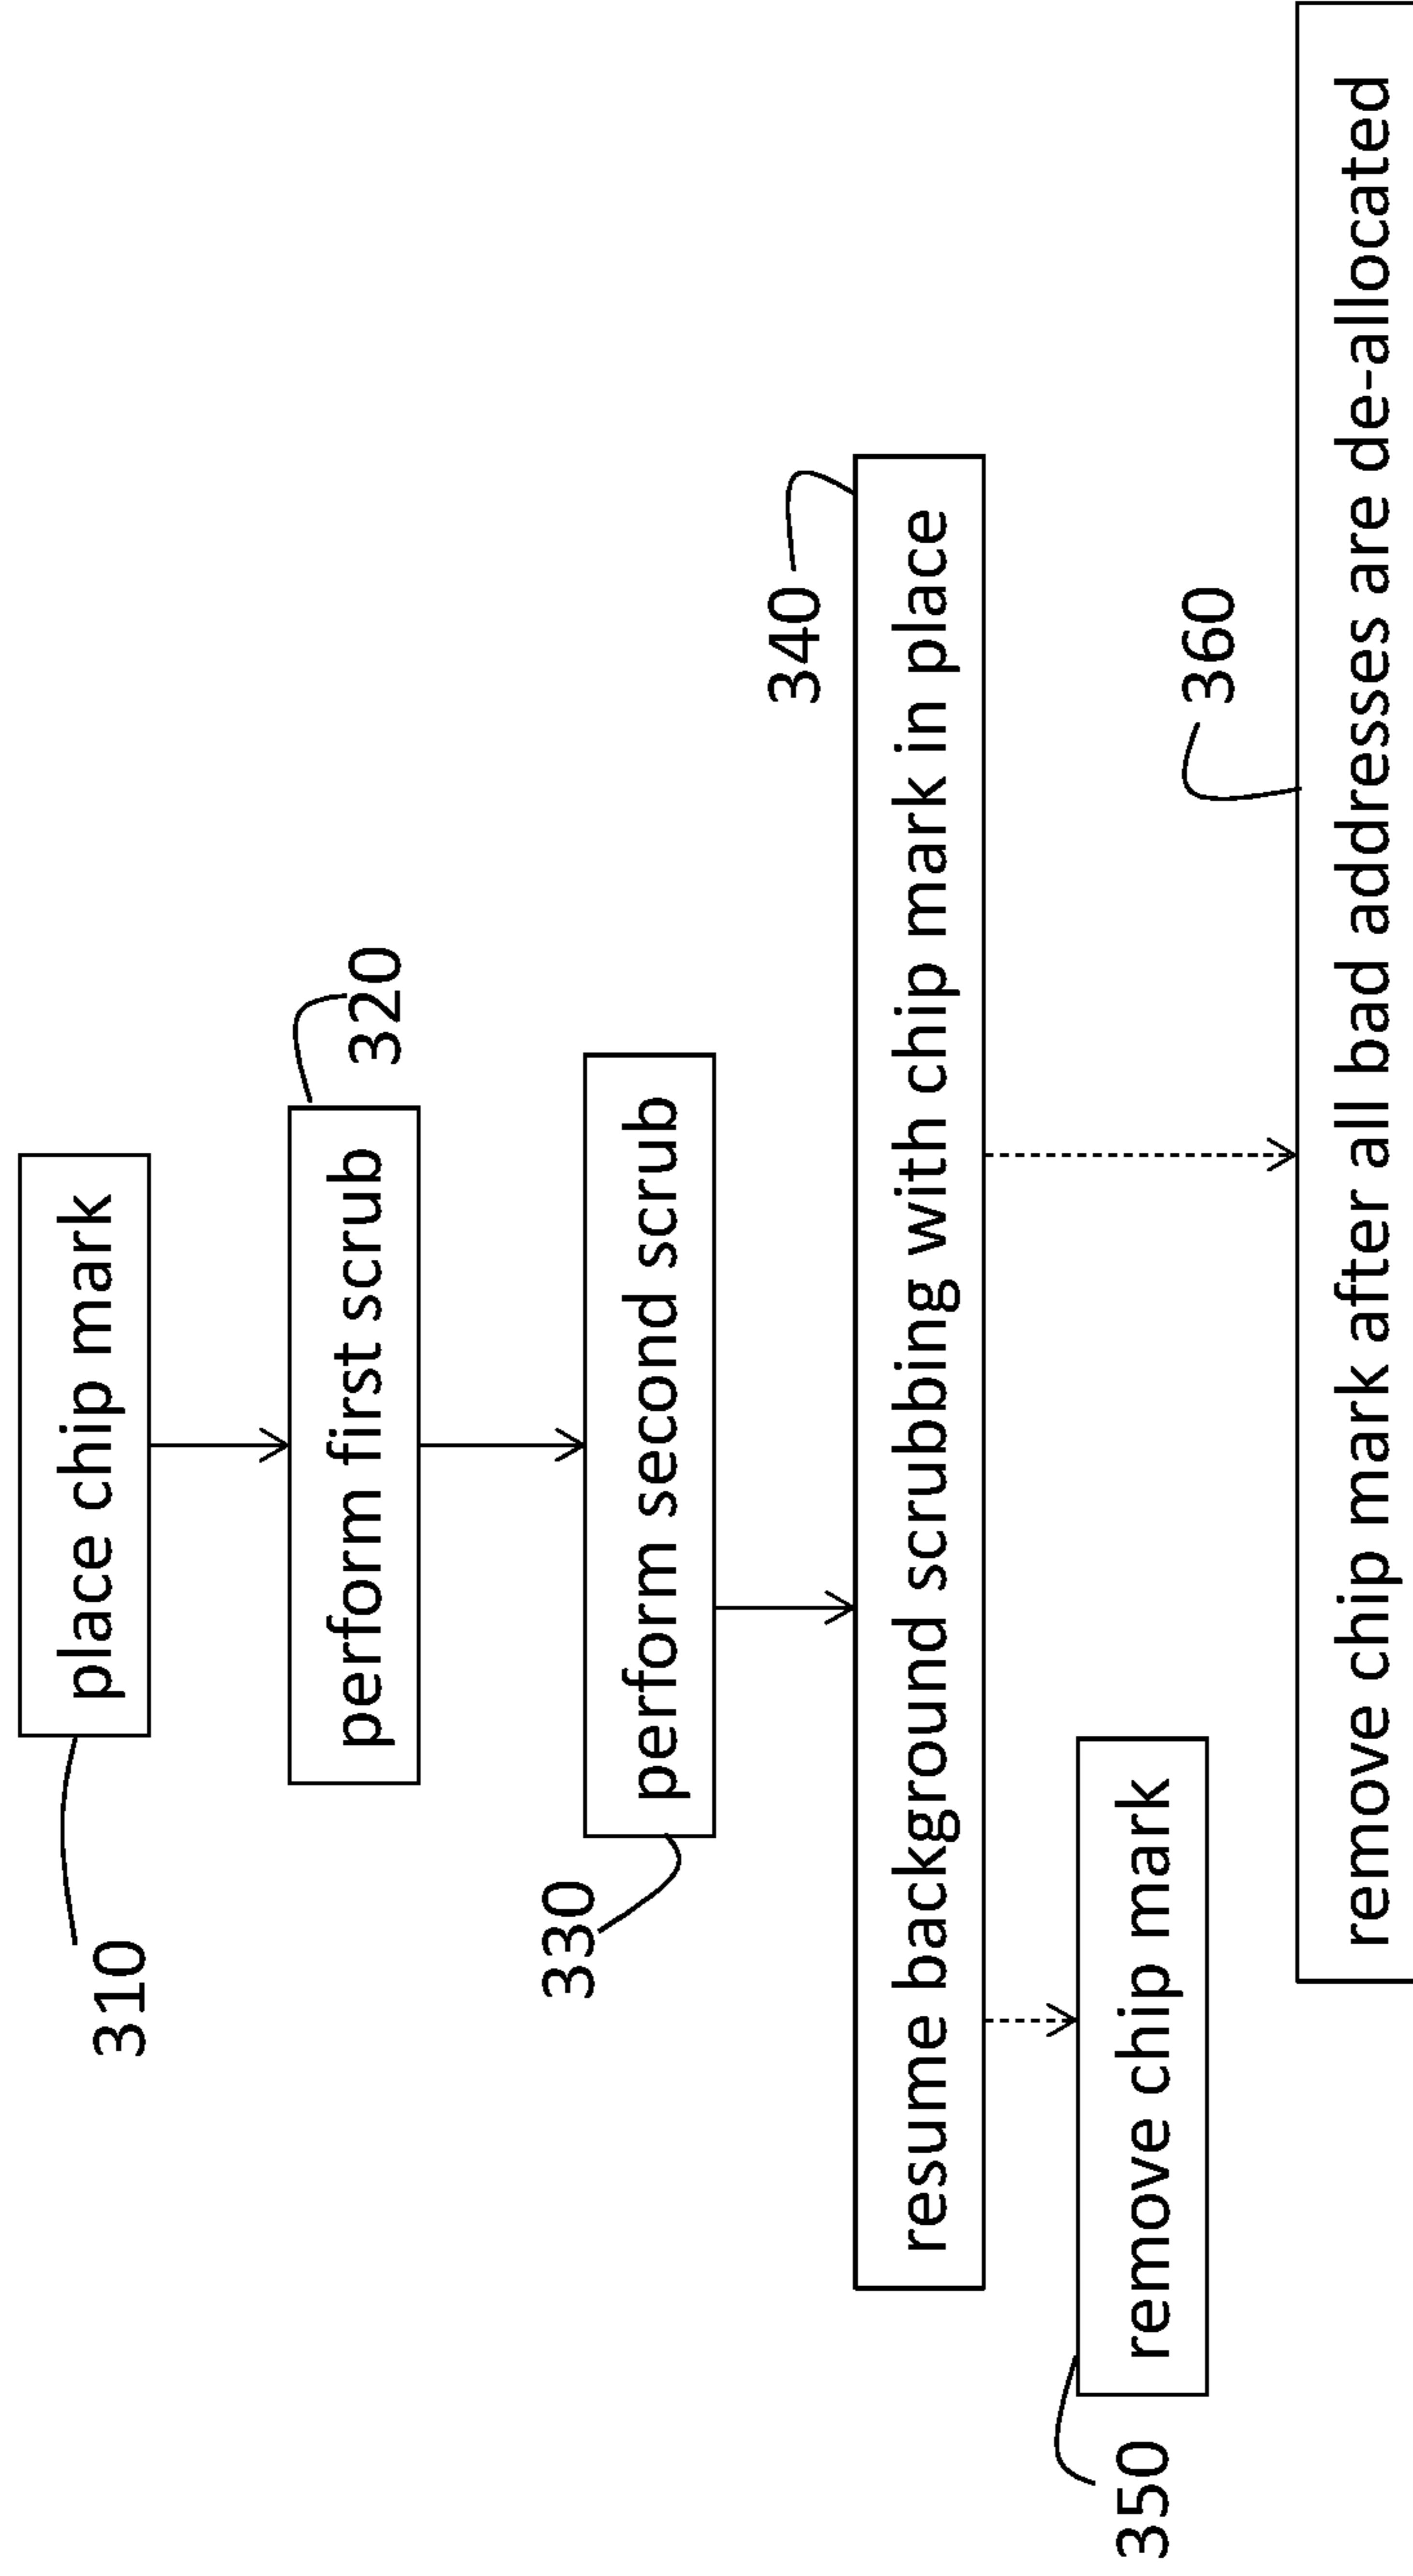 310
place chip mark
perform first scrub
320
330
perform second scrub
340
resume background scrubbing with chip mark in place
350
remove chip mark
360
remove chip mark after all bad addresses are de-allocated